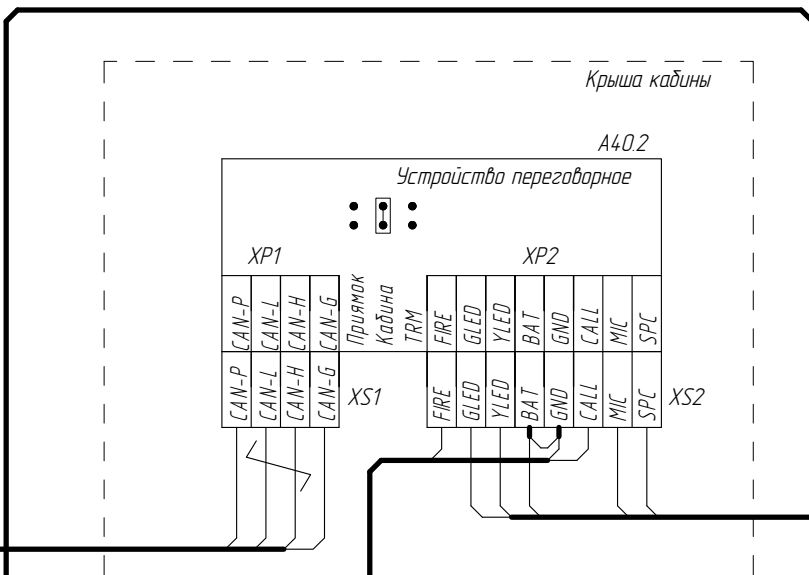 Крыша кабины
А40.2
Устройство переговорное
XP1
XP2
CAN-P
CAN-L
CAN-H
CAN-G
Приямок
Кабина
TRM
FIRE
GLED
YLED
BAT
GND
CALL
MIC
SPC
CAN-P
CAN-L
CAN-H
CAN-G
XS1
FIRE
GLED
YLED
BAT
GND
CALL
MIC
SPC
XS2